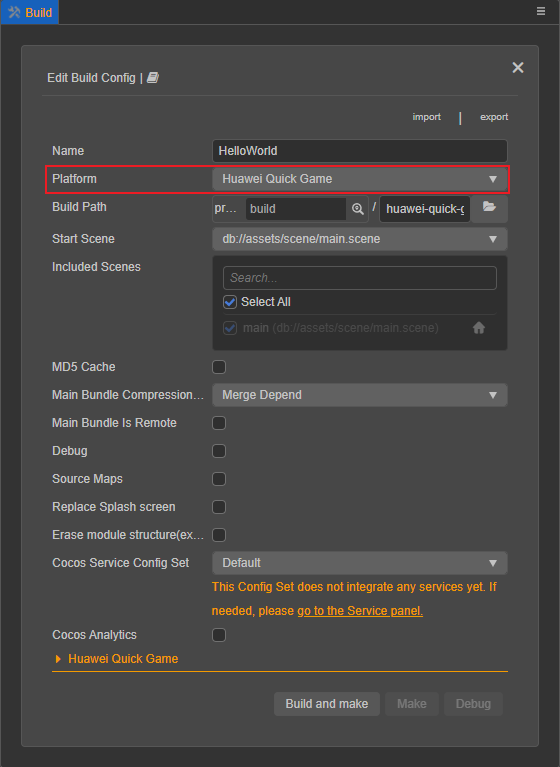 Build
Edit Build Config |
import | export
Name HelloWorld
Platform Huawei Quick Game
Build Path pr... build / huawei-quick-g
Start Scene db://assets/scene/main.scene
Included Scenes
Search...
Select All
main (db://assets/scene/main.scene)
MD5 Cache
Main Bundle Compression... Merge Depend
Main Bundle Is Remote
Debug
Source Maps
Replace Splash screen
Erase module structure(ex...
Cocos Service Config Set Default
This Config Set does not integrate any services yet. If
needed, please go to the Service panel.
Cocos Analytics
Huawei Quick Game
Build and make Make Debug